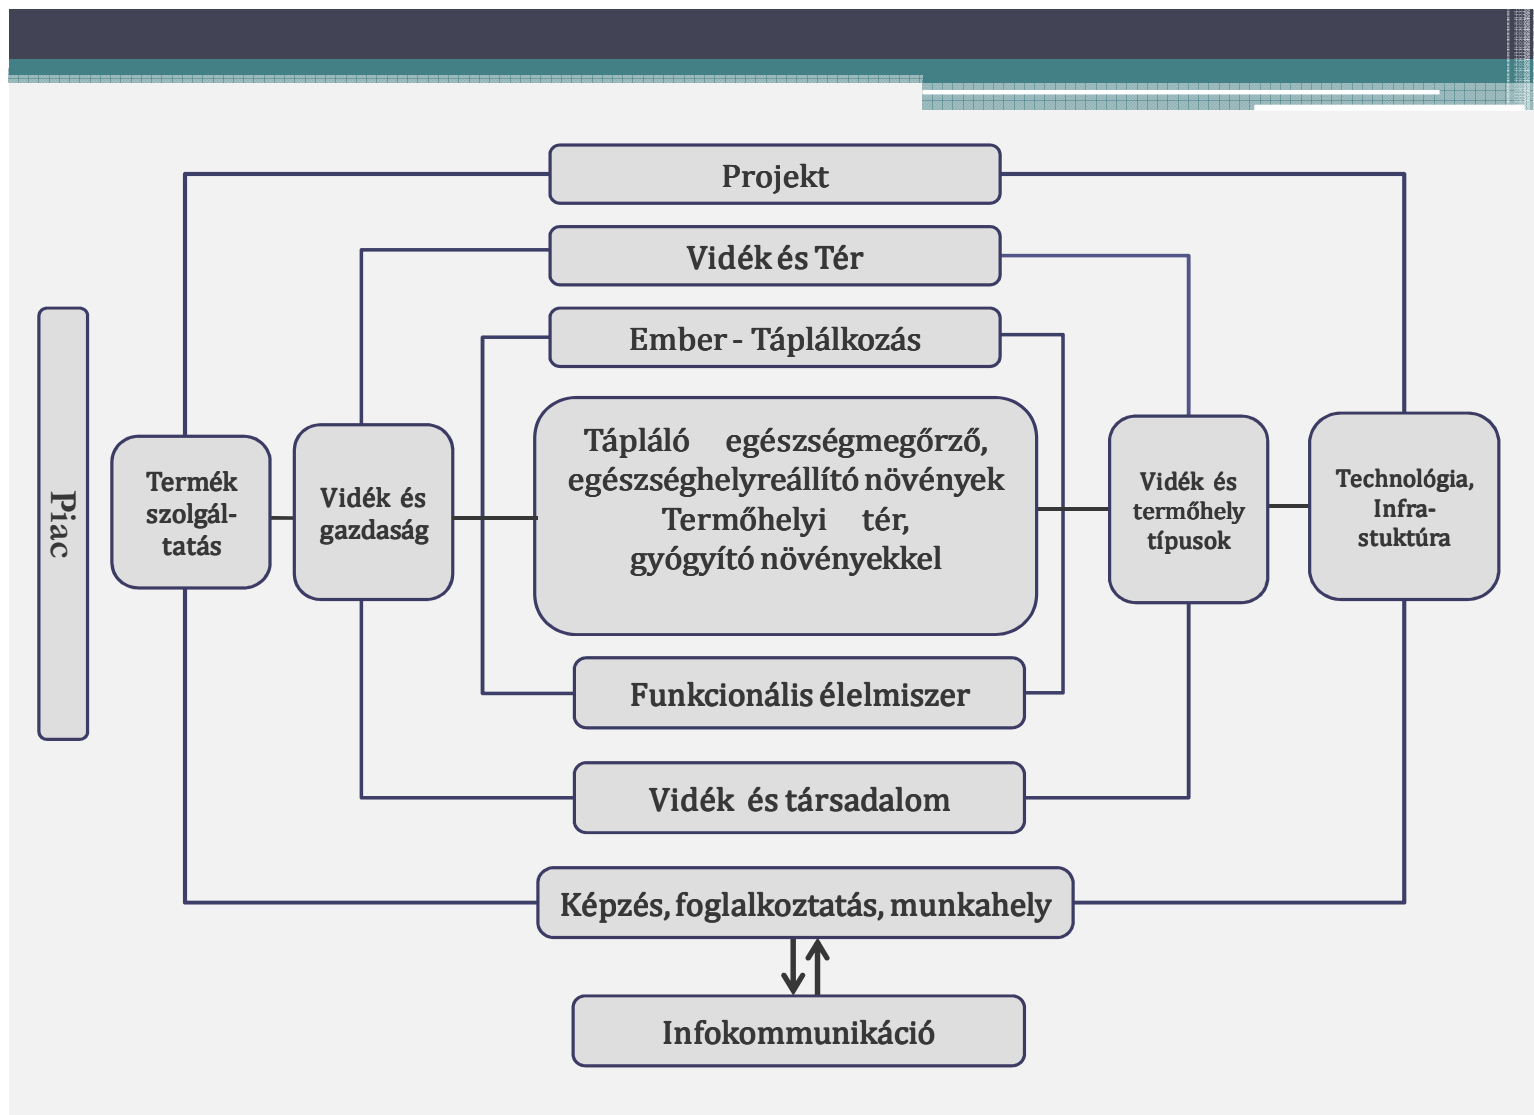 Projekt
Vidék és Tér
Ember - Táplálkozás
Piac
Termék
szolgál-
tatás
Vidék és
gazdaság
Tápláló egészségmegőrző,
egészséghelyreállító növények
Termőhelyi tér,
gyógyító növényekkel
Vidék és
termőhely
típusok
Technológia,
Infra-
stuktúra
Funkcionális élelmiszer
Vidék és társadalom
Képzés, foglalkoztatás, munkahely
Infokommunikáció